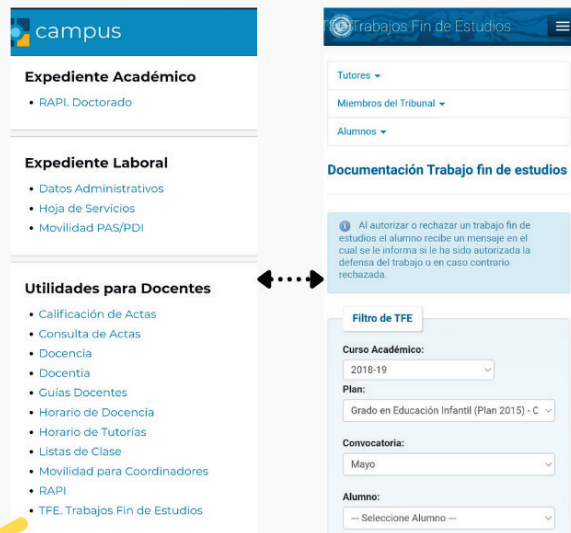 campus
Expediente Académico
RAPI. Doctorado
Expediente Laboral
Datos Administrativos
Hoja de Servicios
Movilidad PAS/PDI
Utilidades para Docentes
Calificación de Actas
Consulta de Actas
Docencia
Docentia
Guías Docentes
Horario de Docencia
Horario de Tutorías
Listas de Clase
Movilidad para Coordinadores
RAPI
TFE. Trabajos Fin de Estudios
Trabajos Fin de Estudios
Tutores
Miembros del Tribunal
Alumnos
Documentación Trabajo fin de estudios
Al autorizar o rechazar un trabajo fin de
estudios el alumno recibe un mensaje en el
cual se le informa si le ha sido autorizada la
defensa del trabajo o en caso contrario
rechazada.
Filtro de TFE
Curso Académico:
2018-19
Plan:
Grado en Educación Infantil (Plan 2015) - C
Convocatoria:
Mayo
Alumno:
--- Seleccione Alumno ---